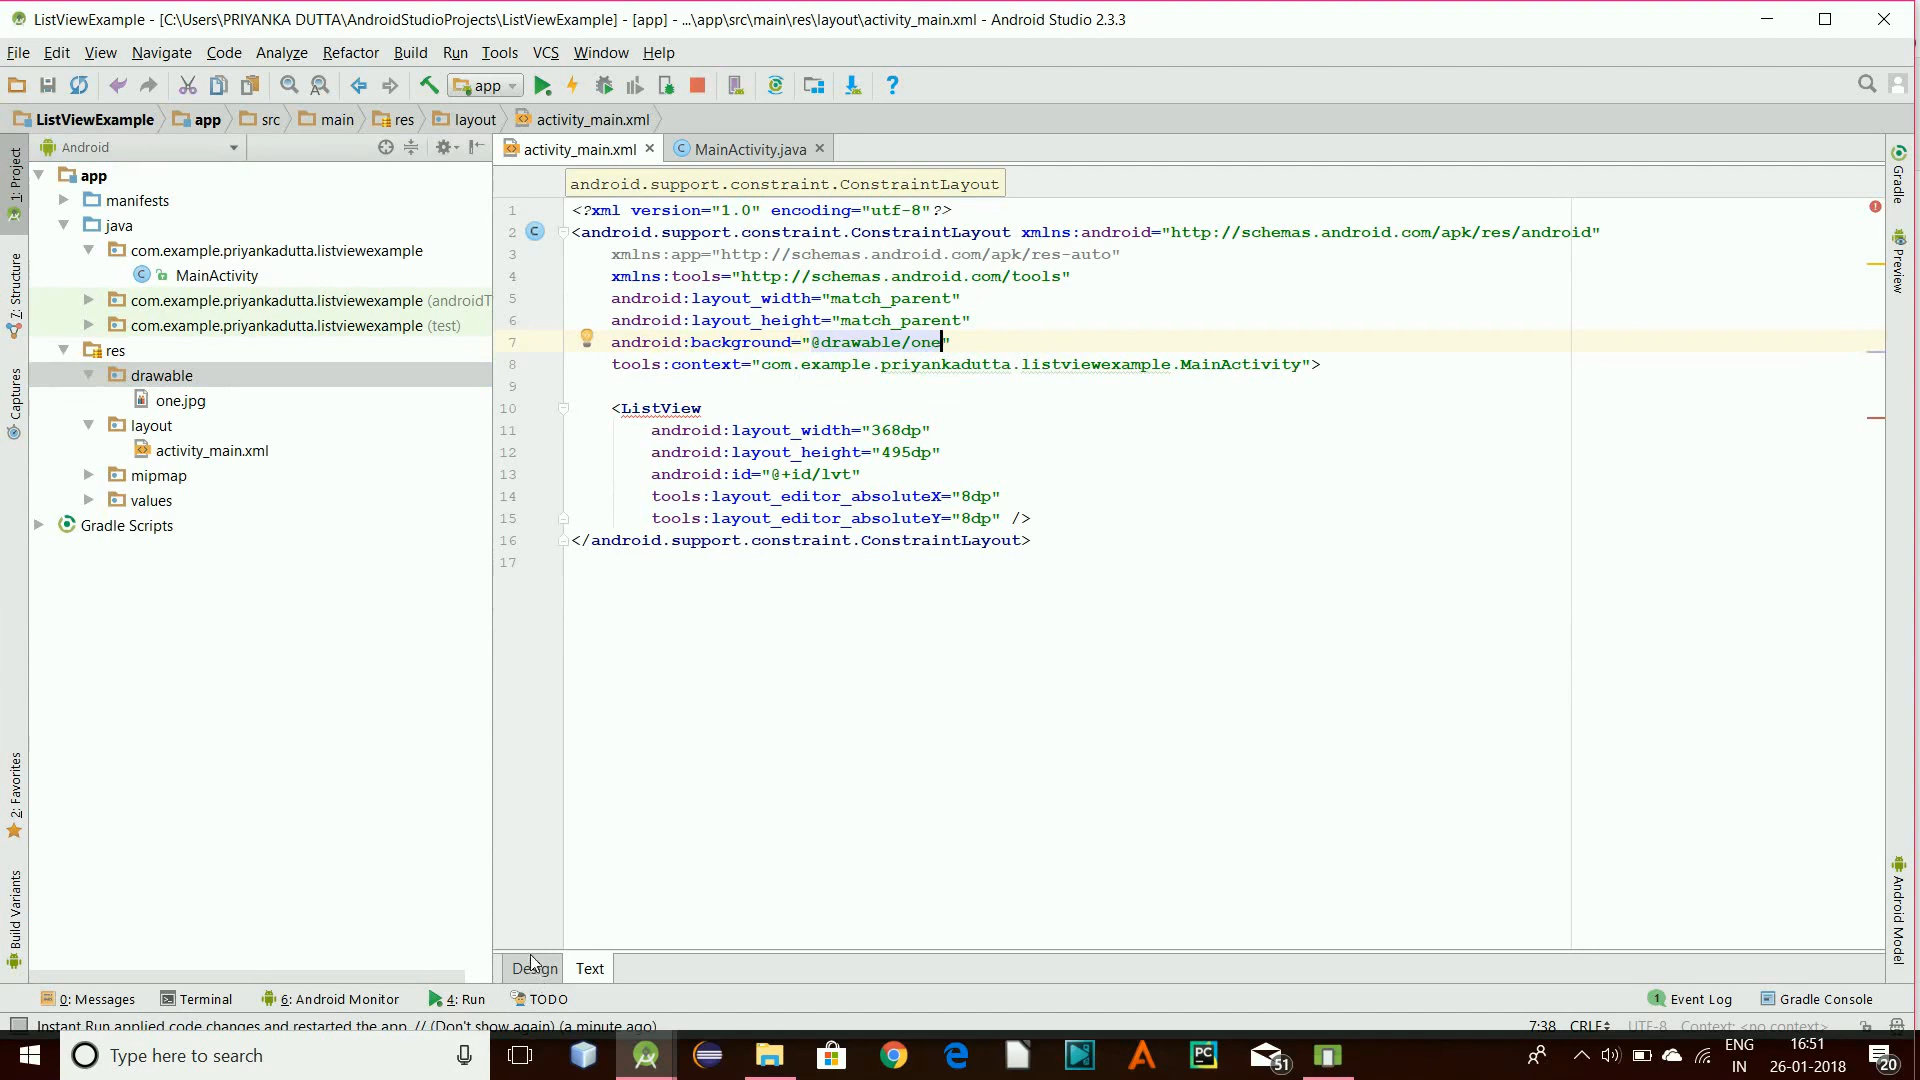 ListViewExample - [C:\Users\PRIYANKA DUTTA\AndroidStudioProjects\ListViewExample] - [app] - ...\app\src\main\res\layout\activity_main.xml - Android Studio 2.3.3
File Edit View Navigate Code Analyze Refactor Build Run Tools VCS Window Help
app
ListViewExample app src main res layout activity_main.xml
Android
activity_main.xml MainActivity.java
app
manifests
java
com.example.priyankadutta.listviewexample
MainActivity
com.example.priyankadutta.listviewexample (androidT
com.example.priyankadutta.listviewexample (test)
res
drawable
one.jpg
layout
activity_main.xml
mipmap
values
Gradle Scripts
1: Project
7: Structure
Captures
2: Favorites
Build Variants
android.support.constraint.ConstraintLayout
1 <?xml version="1.0" encoding="utf-8"?>
2 <android.support.constraint.ConstraintLayout xmlns:android="http://schemas.android.com/apk/res/android"
3 xmlns:app="http://schemas.android.com/apk/res-auto"
4 xmlns:tools="http://schemas.android.com/tools"
5 android:layout_width="match_parent"
6 android:layout_height="match_parent"
7 android:background="@drawable/one"
8 tools:context="com.example.priyankadutta.listviewexample.MainActivity">
9
10 <ListView
11 android:layout_width="368dp"
12 android:layout_height="495dp"
13 android:id="@+id/lvt"
14 tools:layout_editor_absoluteX="8dp"
15 tools:layout_editor_absoluteY="8dp" />
16 </android.support.constraint.ConstraintLayout>
17
Gradle
Preview
Android Model
Design Text
0: Messages Terminal 6: Android Monitor 4: Run TODO
1 Event Log Gradle Console
Instant Run applied code changes and restarted the app. // (Don't show again) (a minute ago)
7:38 CRLF UTF-8 Context: <no context>
Type here to search
PC
51
ENG
IN
16:51
26-01-2018
20